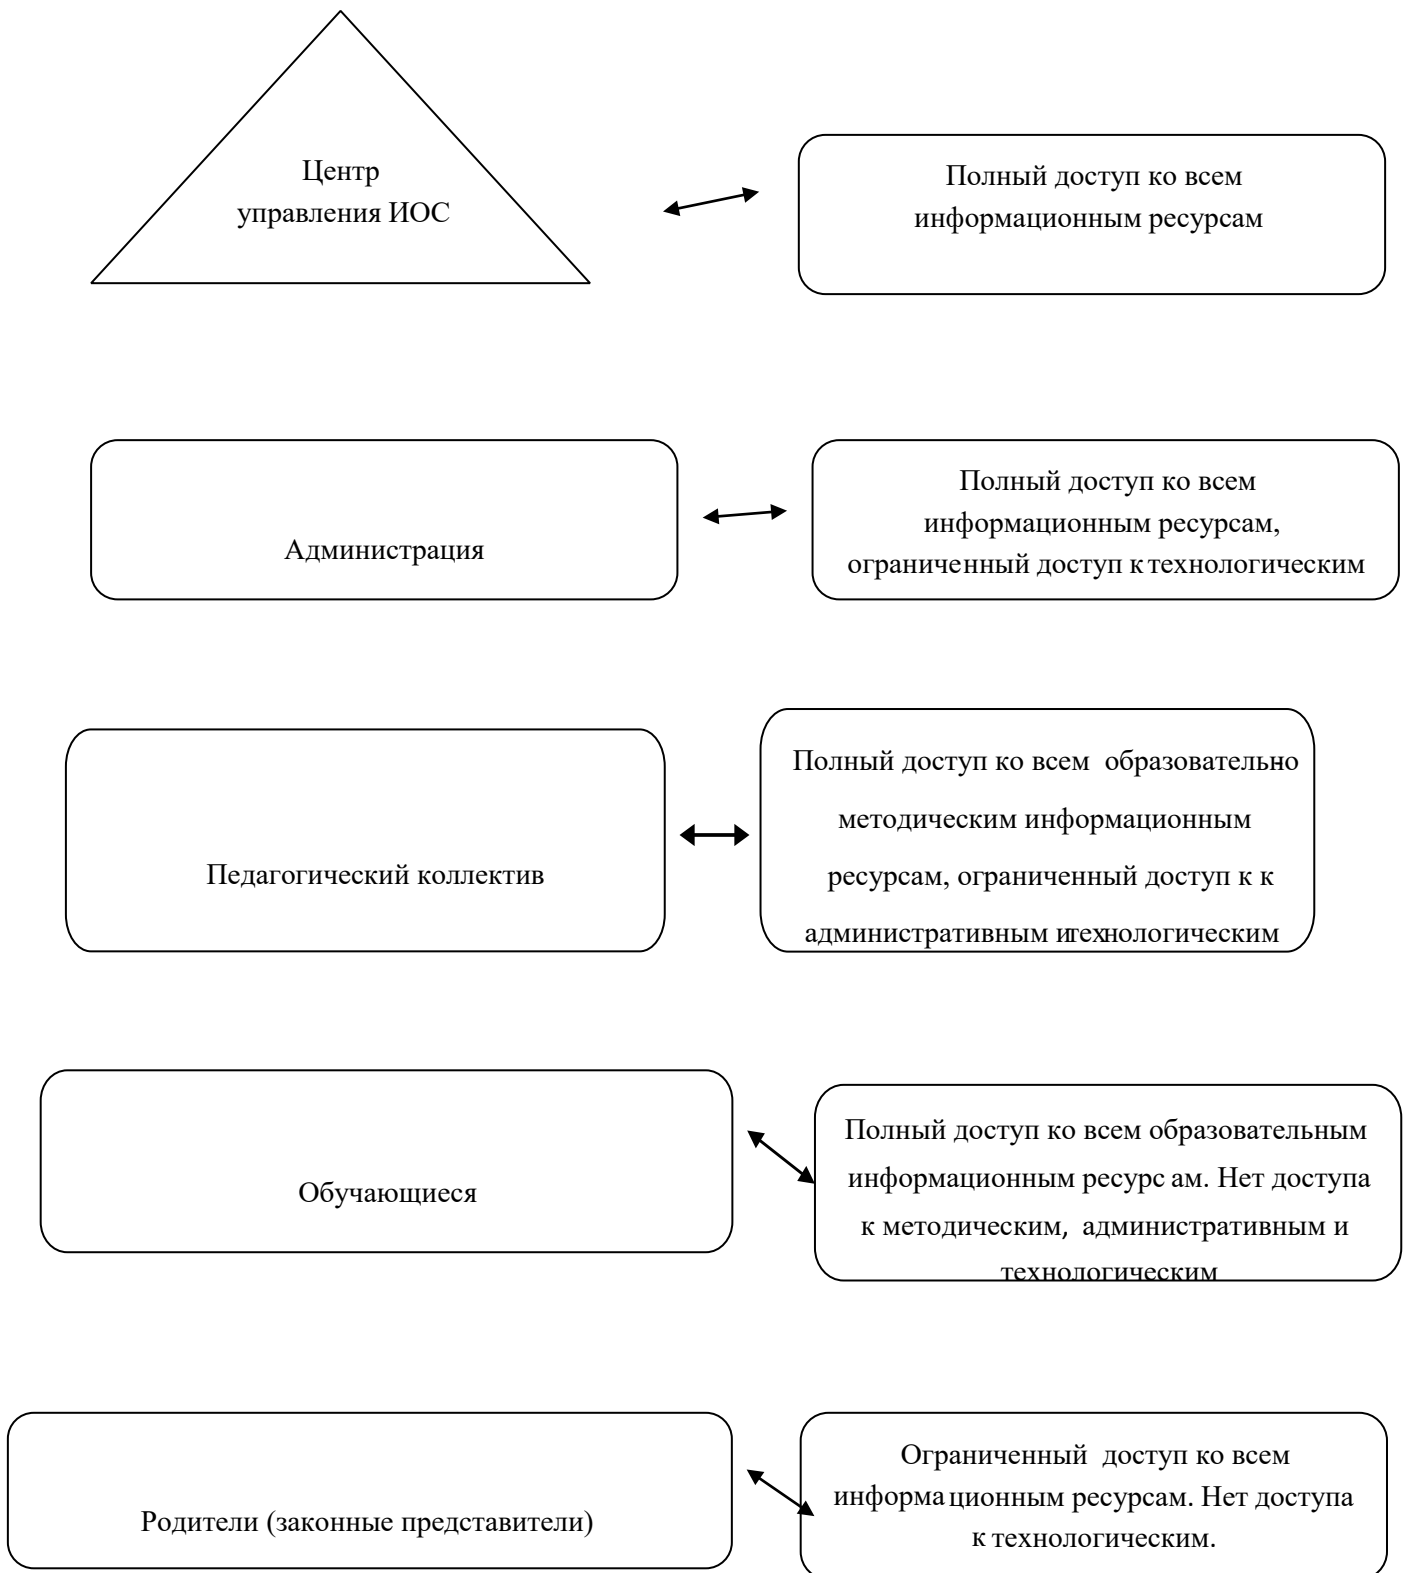 Центр
управления ИОС
Полный доступ ко всем
информационным ресурсам
Администрация
Полный доступ ко всем
информационным ресурсам,
ограниченный доступ к технологическим
Педагогический коллектив
Полный доступ ко всем образовательно-
методическим информационным
ресурсам, ограниченный доступ к к
административным и технологическим
Обучающиеся
Полный доступ ко всем образовательным
информационным ресурс ам. Нет доступа
к методическим, административным и
технологическим
Родители (законные представители)
Ограниченный доступ ко всем
информа ционным ресурсам. Нет доступа
к технологическим.